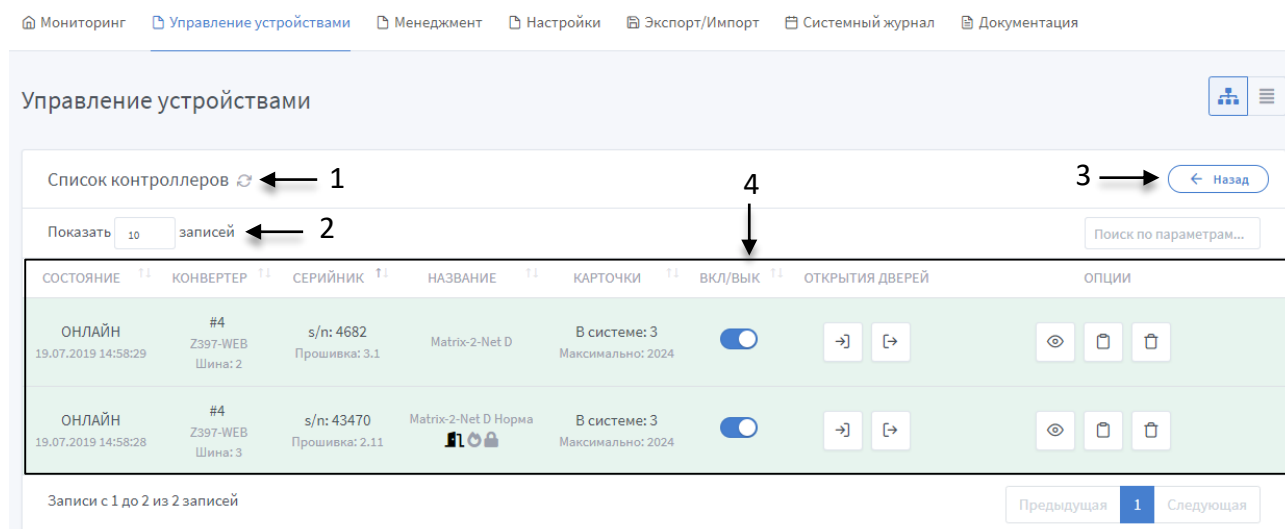 Мониторинг Управление устройствами Менеджмент Настройки Экспорт/Импорт Системный журнал Документация
Управление устройствами
Список контроллеров 1 3 Назад
4
Показать 10 записей 2 Поиск по параметрам...
СОСТОЯНИЕ КОНВЕРТЕР СЕРИЙНИК НАЗВАНИЕ КАРТОЧКИ ВКЛ/ВЫК ОТКРЫТИЯ ДВЕРЕЙ ОПЦИИ
ОНЛАЙН #4 s/n: 4682 Matrix-2-Net D В системе: 3
19.07.2019 14:58:29 Z397-WEB Прошивка: 3.1 Максимально: 2024
Шина: 2
ОНЛАЙН #4 s/n: 43470 Matrix-2-Net D Норма В системе: 3
19.07.2019 14:58:28 Z397-WEB Прошивка: 2.11 Максимально: 2024
Шина: 3
Записи с 1 до 2 из 2 записей Предыдущая 1 Следующая